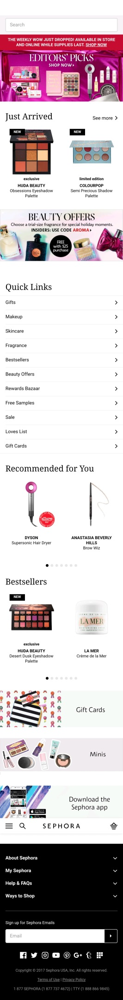 Search
THE WEEKLY WOW JUST DROPPED! AVAILABLE IN STORE
AND ONLINE WHILE SUPPLIES LAST. SHOP NOW
EDITORS' PICKS
SHOP NOW
Just Arrived
See more
NEW
NEW
exclusive
HUDA BEAUTY
Obsessions Eyeshadow
Palette
limited edition
COLOURPOP
Semi Precious Shadow
Palette
BEAUTY OFFERS
Choose a trial-size fragrance for special holiday moments.
INSIDERS: USE CODE AROMA
FREE
with $25
purchase
Quick Links
Gifts
Makeup
Skincare
Fragrance
Bestsellers
Beauty Offers
Rewards Bazaar
Free Samples
Sale
Loves List
Gift Cards
Recommended for You
allure
DYSON
Supersonic Hair Dryer
ANASTASIA BEVERLY
HILLS
Brow Wiz
Bestsellers
NEW
LA MER
exclusive
HUDA BEAUTY
Desert Dusk Eyeshadow
Palette
LA MER
Crème de la Mer
Gift Cards
Minis
Download the
Sephora app
App Store
SEPHORA
About Sephora
My Sephora
Help & FAQs
Ways to Shop
Sign up for Sephora Emails
Email
Copyright © 2017 Sephora USA, Inc. All rights reserved.
Terms of Use | Privacy Policy
1 877 SEPHORA (1 877 737 4672) | TTY (1 888 866 9845)